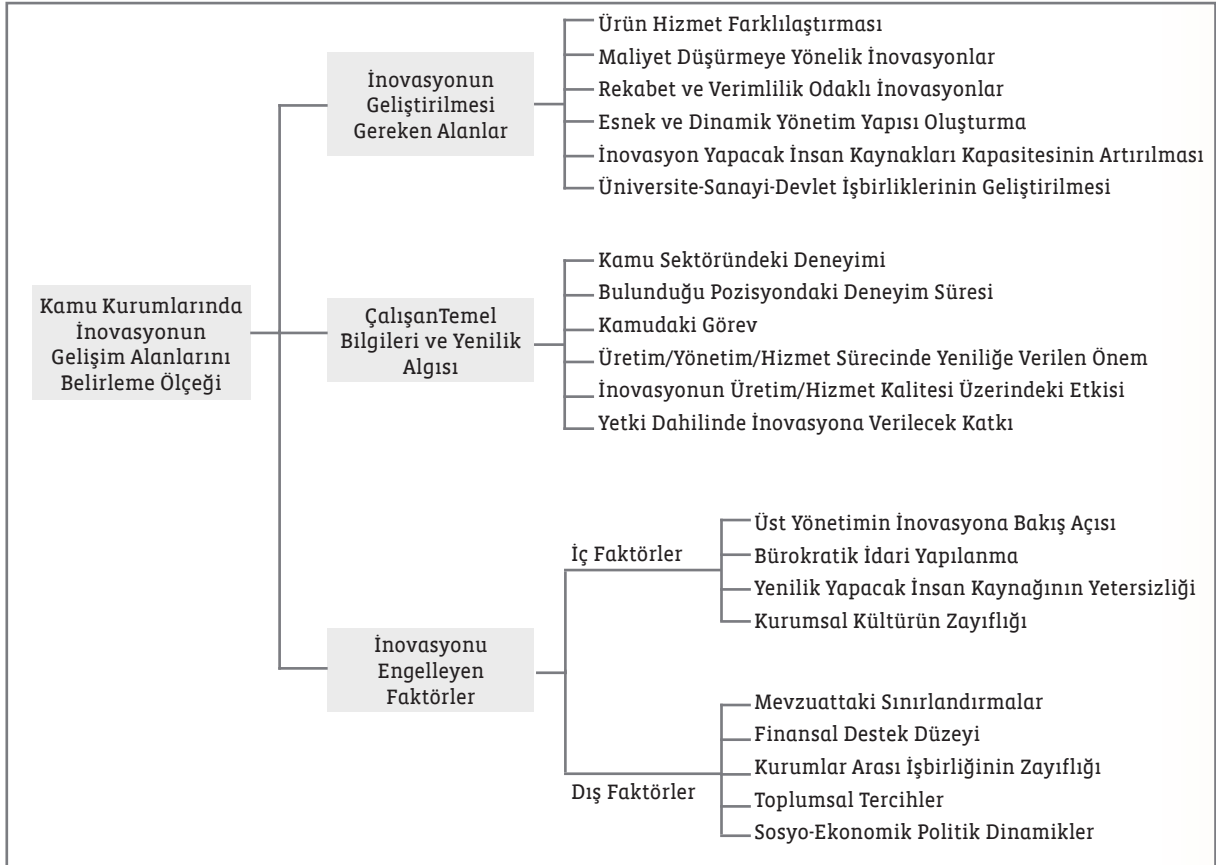 Kamu Kurumlarında
İnovasyonun
Gelişim Alanlarını
Belirleme Ölçeği
İnovasyonun
Geliştirilmesi
Gereken Alanlar
Ürün Hizmet Farklılaştırması
Maliyet Düşürmeye Yönelik İnovasyonlar
Rekabet ve Verimlilik Odaklı İnovasyonlar
Esnek ve Dinamik Yönetim Yapısı Oluşturma
İnovasyon Yapacak İnsan Kaynakları Kapasitesinin Artırılması
Üniversite-Sanayi-Devlet İşbirliklerinin Geliştirilmesi
ÇalışanTemel
Bilgileri ve Yenilik
Algısı
Kamu Sektöründeki Deneyimi
Bulunduğu Pozisyondaki Deneyim Süresi
Kamudaki Görev
Üretim/Yönetim/Hizmet Sürecinde Yeniliğe Verilen Önem
İnovasyonun Üretim/Hizmet Kalitesi Üzerindeki Etkisi
Yetki Dahilinde İnovasyona Verilecek Katkı
İnovasyonu
Engelleyen
Faktörler
İç Faktörler
Üst Yönetimin İnovasyona Bakış Açısı
Bürokratik İdari Yapılanma
Yenilik Yapacak İnsan Kaynağının Yetersizliği
Kurumsal Kültürün Zayıflığı
Dış Faktörler
Mevzuattaki Sınırlandırmalar
Finansal Destek Düzeyi
Kurumlar Arası İşbirliğinin Zayıflığı
Toplumsal Tercihler
Sosyo-Ekonomik Politik Dinamikler